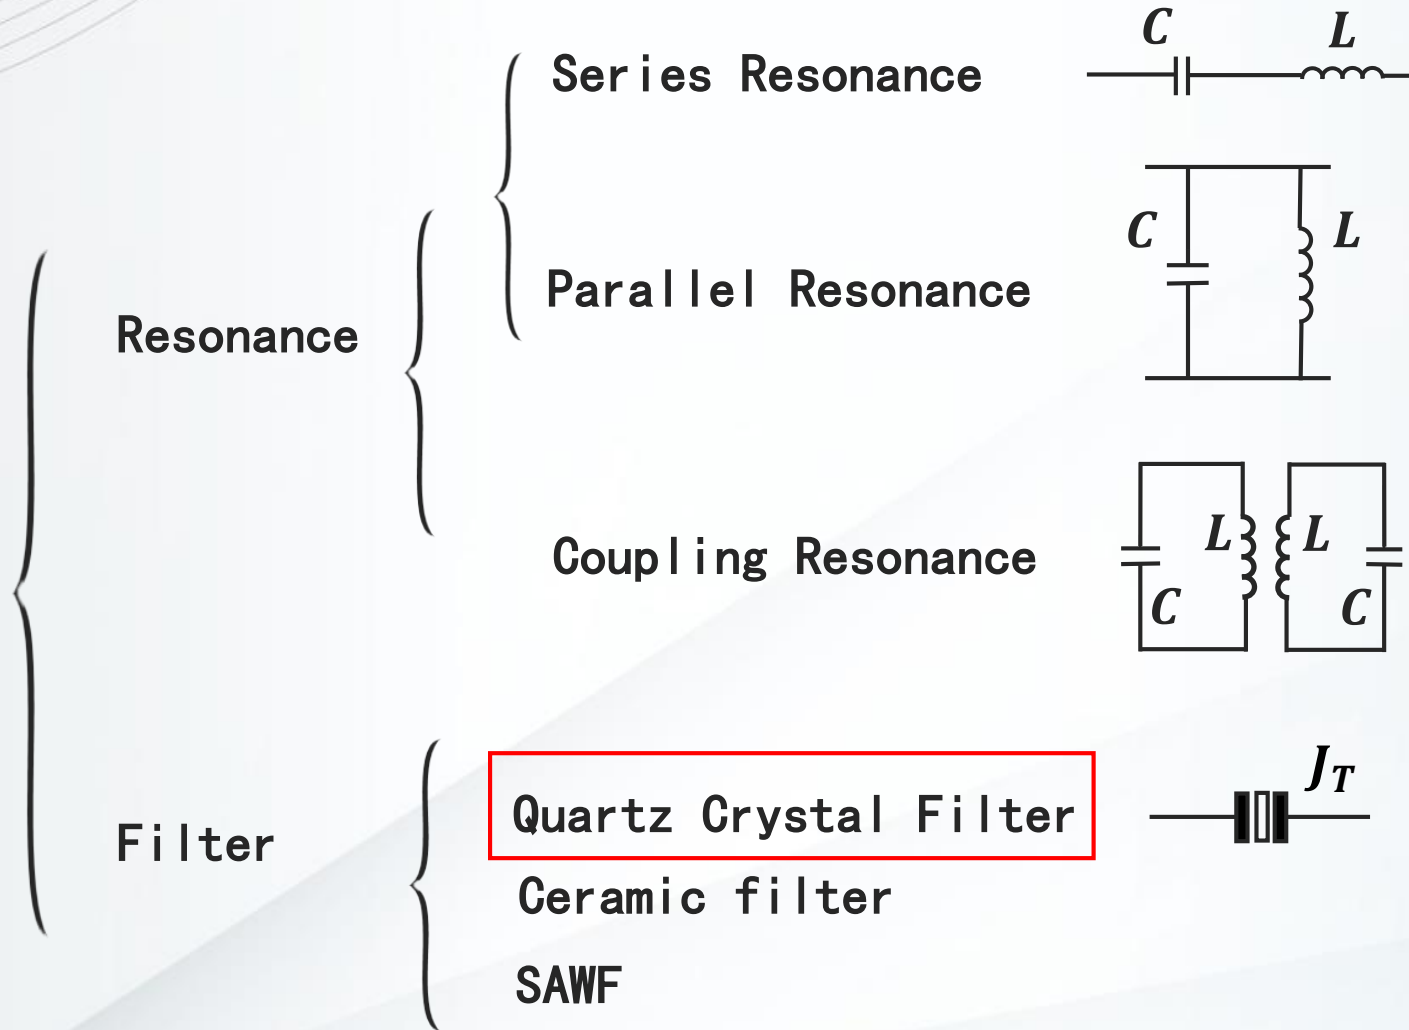 C L
Series Resonance
C L
Parallel Resonance
Resonance
L L
Coupling Resonance
C C
J_T
Quartz Crystal Filter
Filter
Ceramic filter
SAWF